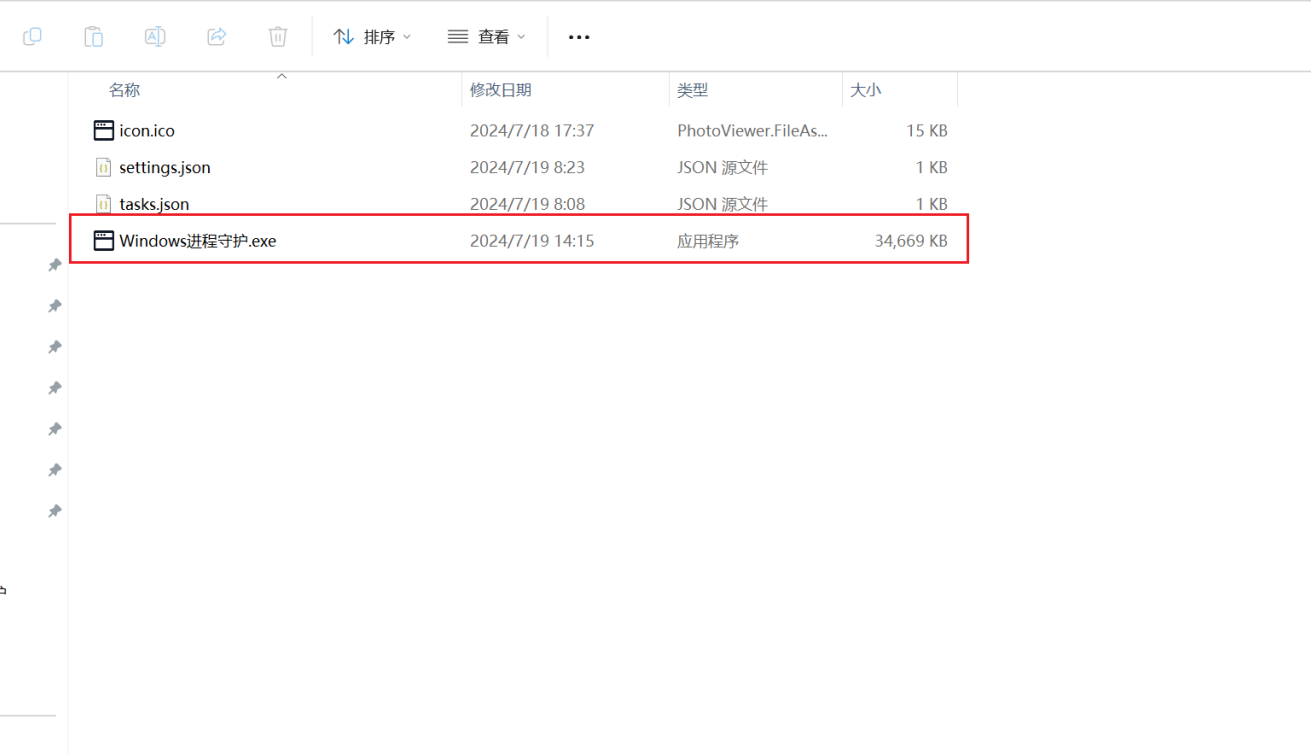 排序 查看
名称 修改日期 类型 大小
icon.ico 2024/7/18 17:37 PhotoViewer.FileAs... 15 KB
settings.json 2024/7/19 8:23 JSON 源文件 1 KB
tasks.json 2024/7/19 8:08 JSON 源文件 1 KB
Windows进程守护.exe 2024/7/19 14:15 应用程序 34,669 KB